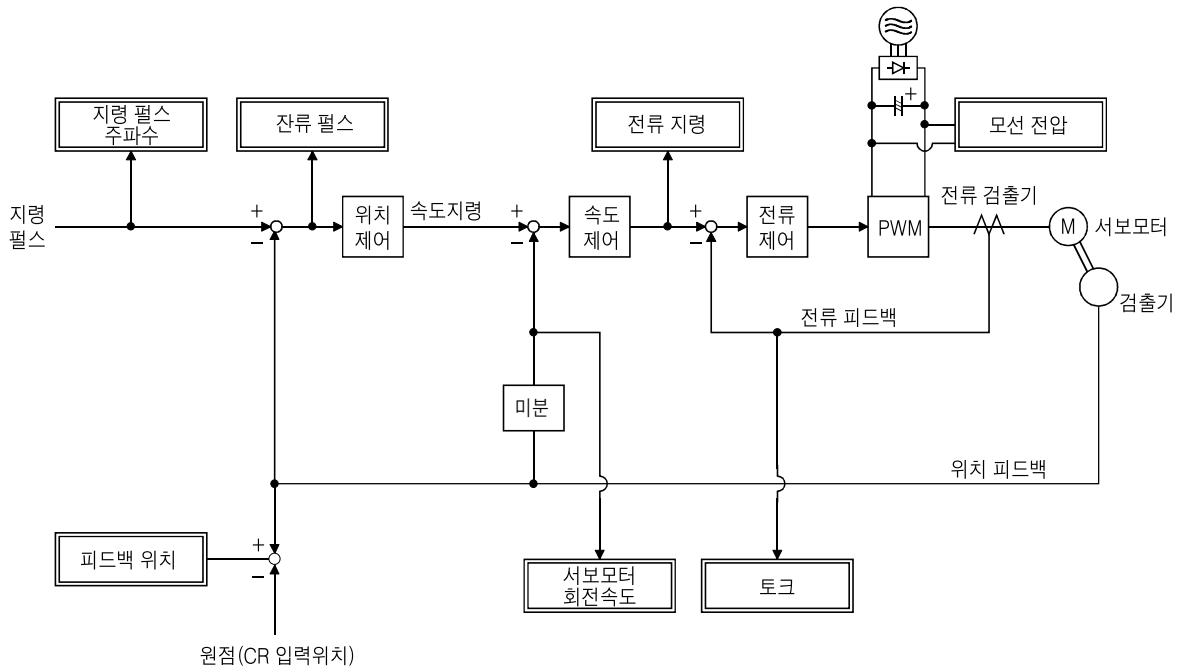 지령 펄스
주파수
잔류 펄스
전류 지령
+
모선 전압
지령
펄스
+
−
위치
제어
속도지령
+
−
속도
제어
+
−
전류
제어
PWM
전류 검출기
M
서보모터
검출기
전류 피드백
미분
위치 피드백
피드백 위치
+
−
서보모터
회전속도
토크
원점(CR 입력위치)